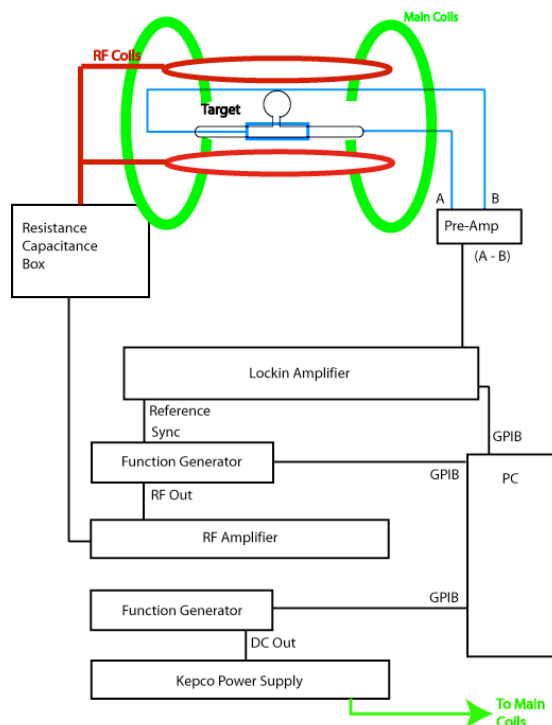 Main Coils
RF Coils
Target
A
B
Resistance
Capacitance
Box
Pre-Amp
(A - B)
Lockin Amplifier
Reference
Sync
GPIB
Function Generator
GPIB
PC
RF Out
RF Amplifier
Function Generator
GPIB
DC Out
Kepco Power Supply
To Main
Coils